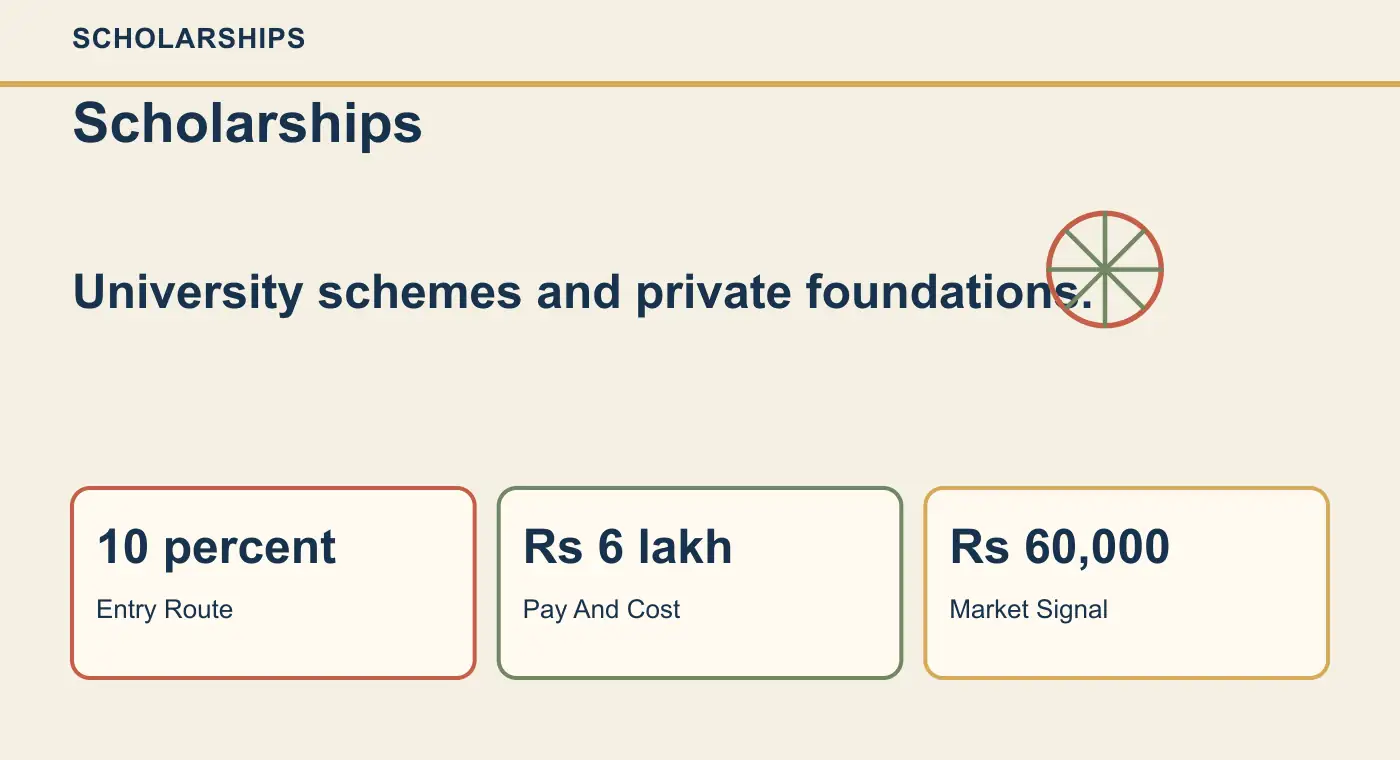 SCHOLARSHIPS
Scholarships
University schemes and private foundations.
10 percent
Entry Route
Rs 6 lakh
Pay And Cost
Rs 60,000
Market Signal